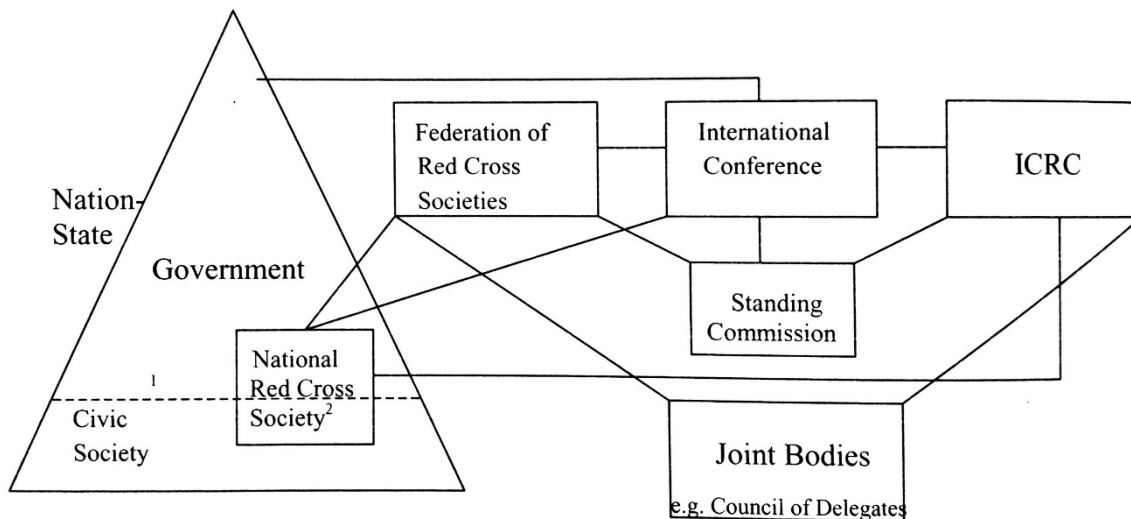 Nation-
State
Government
1
Civic
Society
National
Red Cross
Society2
Federation of
Red Cross
Societies
International
Conference
ICRC
Standing
Commission
Joint Bodies
e.g. Council of Delegates